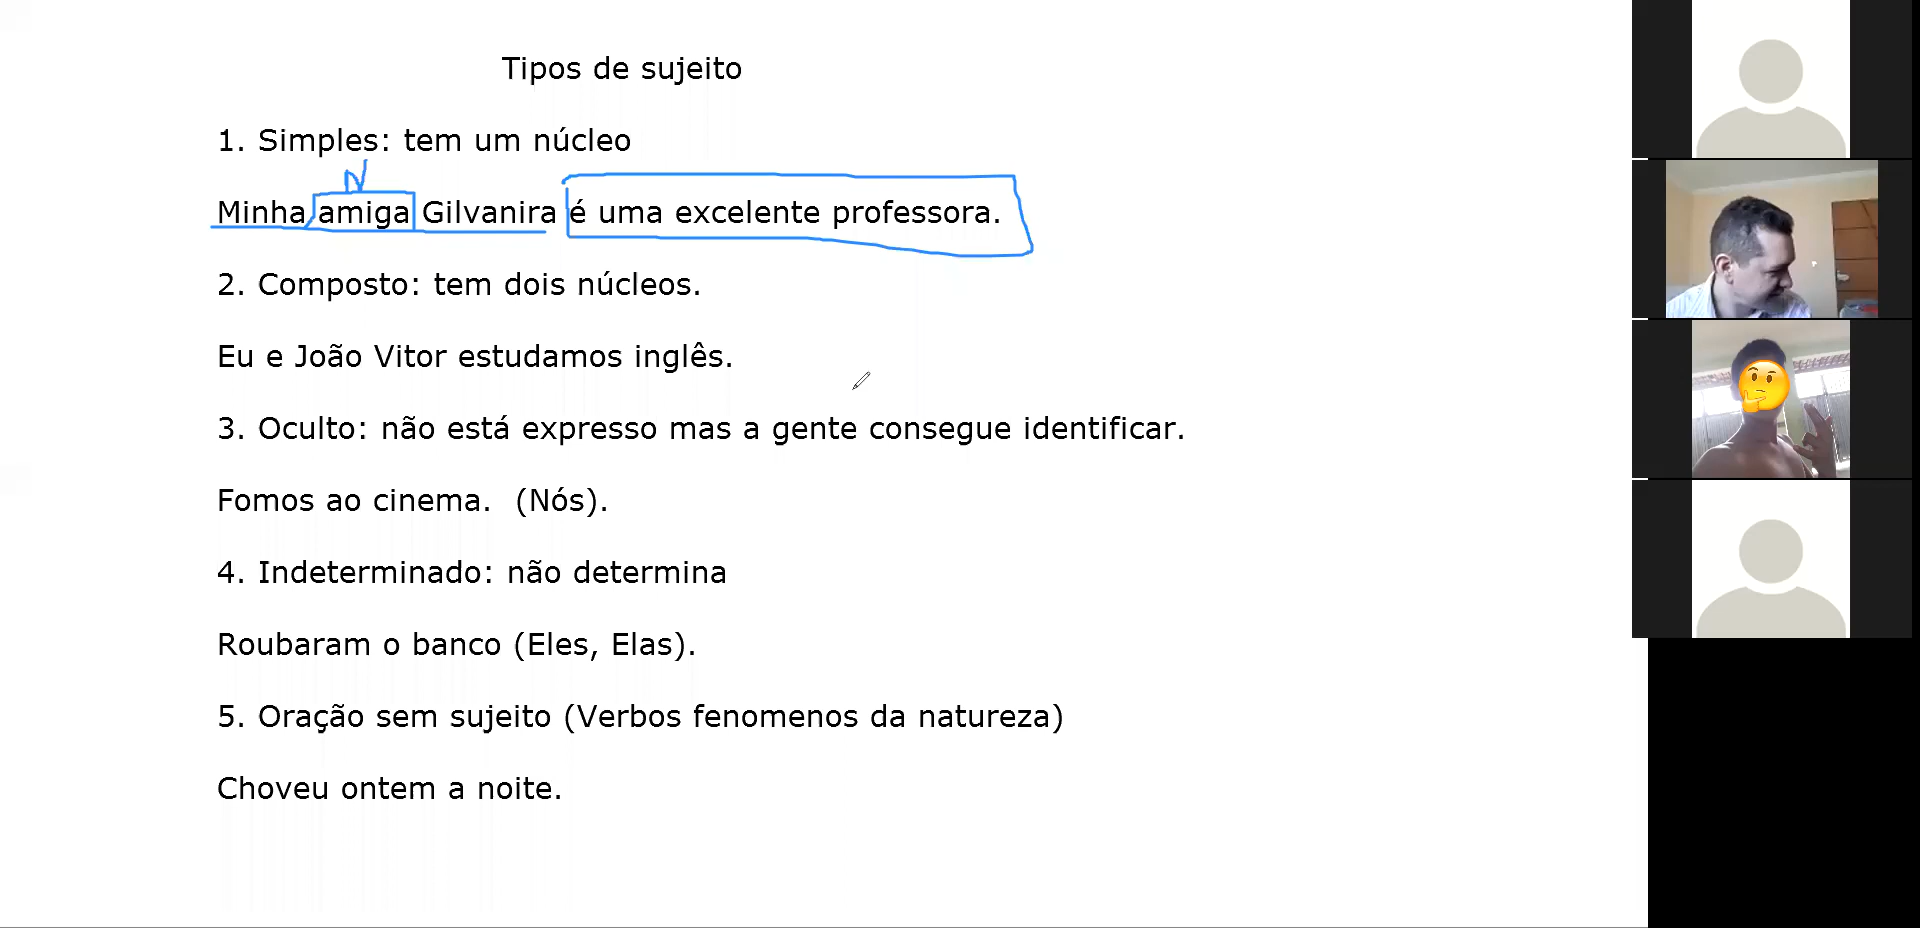 Tipos de sujeito
1. Simples: tem um núcleo
N
Minha amiga Gilvanira é uma excelente professora.
2. Composto: tem dois núcleos.
Eu e João Vitor estudamos inglês.
3. Oculto: não está expresso mas a gente consegue identificar.
Fomos ao cinema. (Nós).
4. Indeterminado: não determina
Roubaram o banco (Eles, Elas).
5. Oração sem sujeito (Verbos fenomenos da natureza)
Choveu ontem a noite.